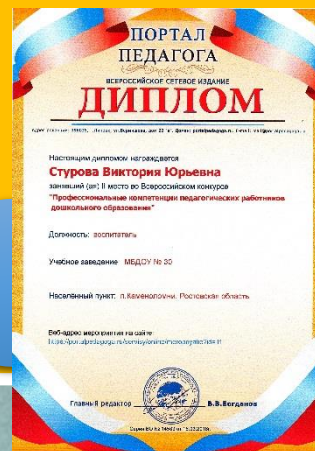 ПОРТАЛ
ПЕДАГОГА
ВСЕРОССИЙСКОЕ СЕТЕВОЕ ИЗДАНИЕ
ДИПЛОМ
Настоящим дипломом награждается
Стурова Виктория Юрьевна
занявший (ая) II место во Всероссийском конкурсе
"Профессиональные компетенции педагогических работников
дошкольного образования"
Должность: воспитатель
Учебное заведение МБДОУ № 30
Населённый пункт: п.Каменоломни, Ростовская область
Веб-адрес мероприятия на сайте
Главный редактор В.В.Богданов